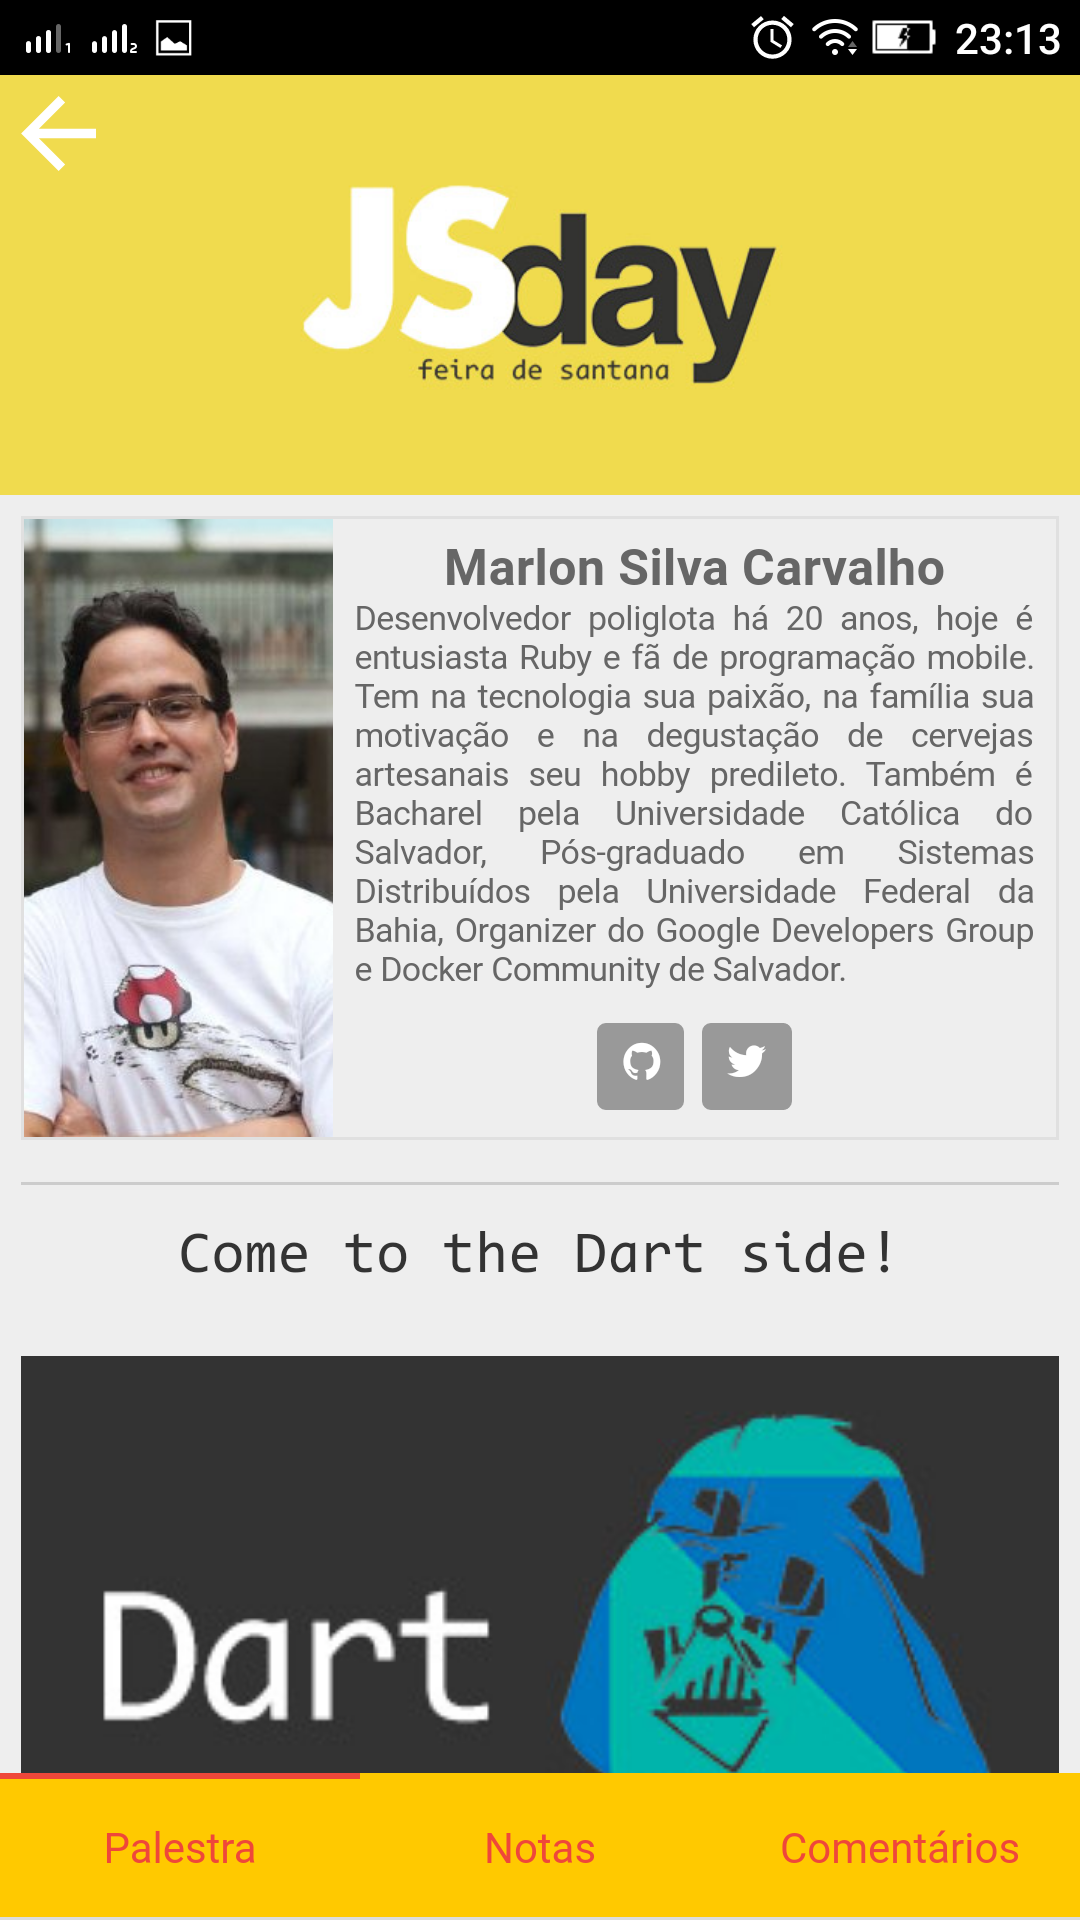 1 2 23:13
JSday
feira de santana
Marlon Silva Carvalho
Desenvolvedor poliglota há 20 anos, hoje é
entusiasta Ruby e fã de programação mobile.
Tem na tecnologia sua paixão, na família sua
motivação e na degustação de cervejas
artesanais seu hobby predileto. Também é
Bacharel pela Universidade Católica do
Salvador, Pós-graduado em Sistemas
Distribuídos pela Universidade Federal da
Bahia, Organizer do Google Developers Group
e Docker Community de Salvador.
Come to the Dart side!
Dart
Palestra Notas Comentários